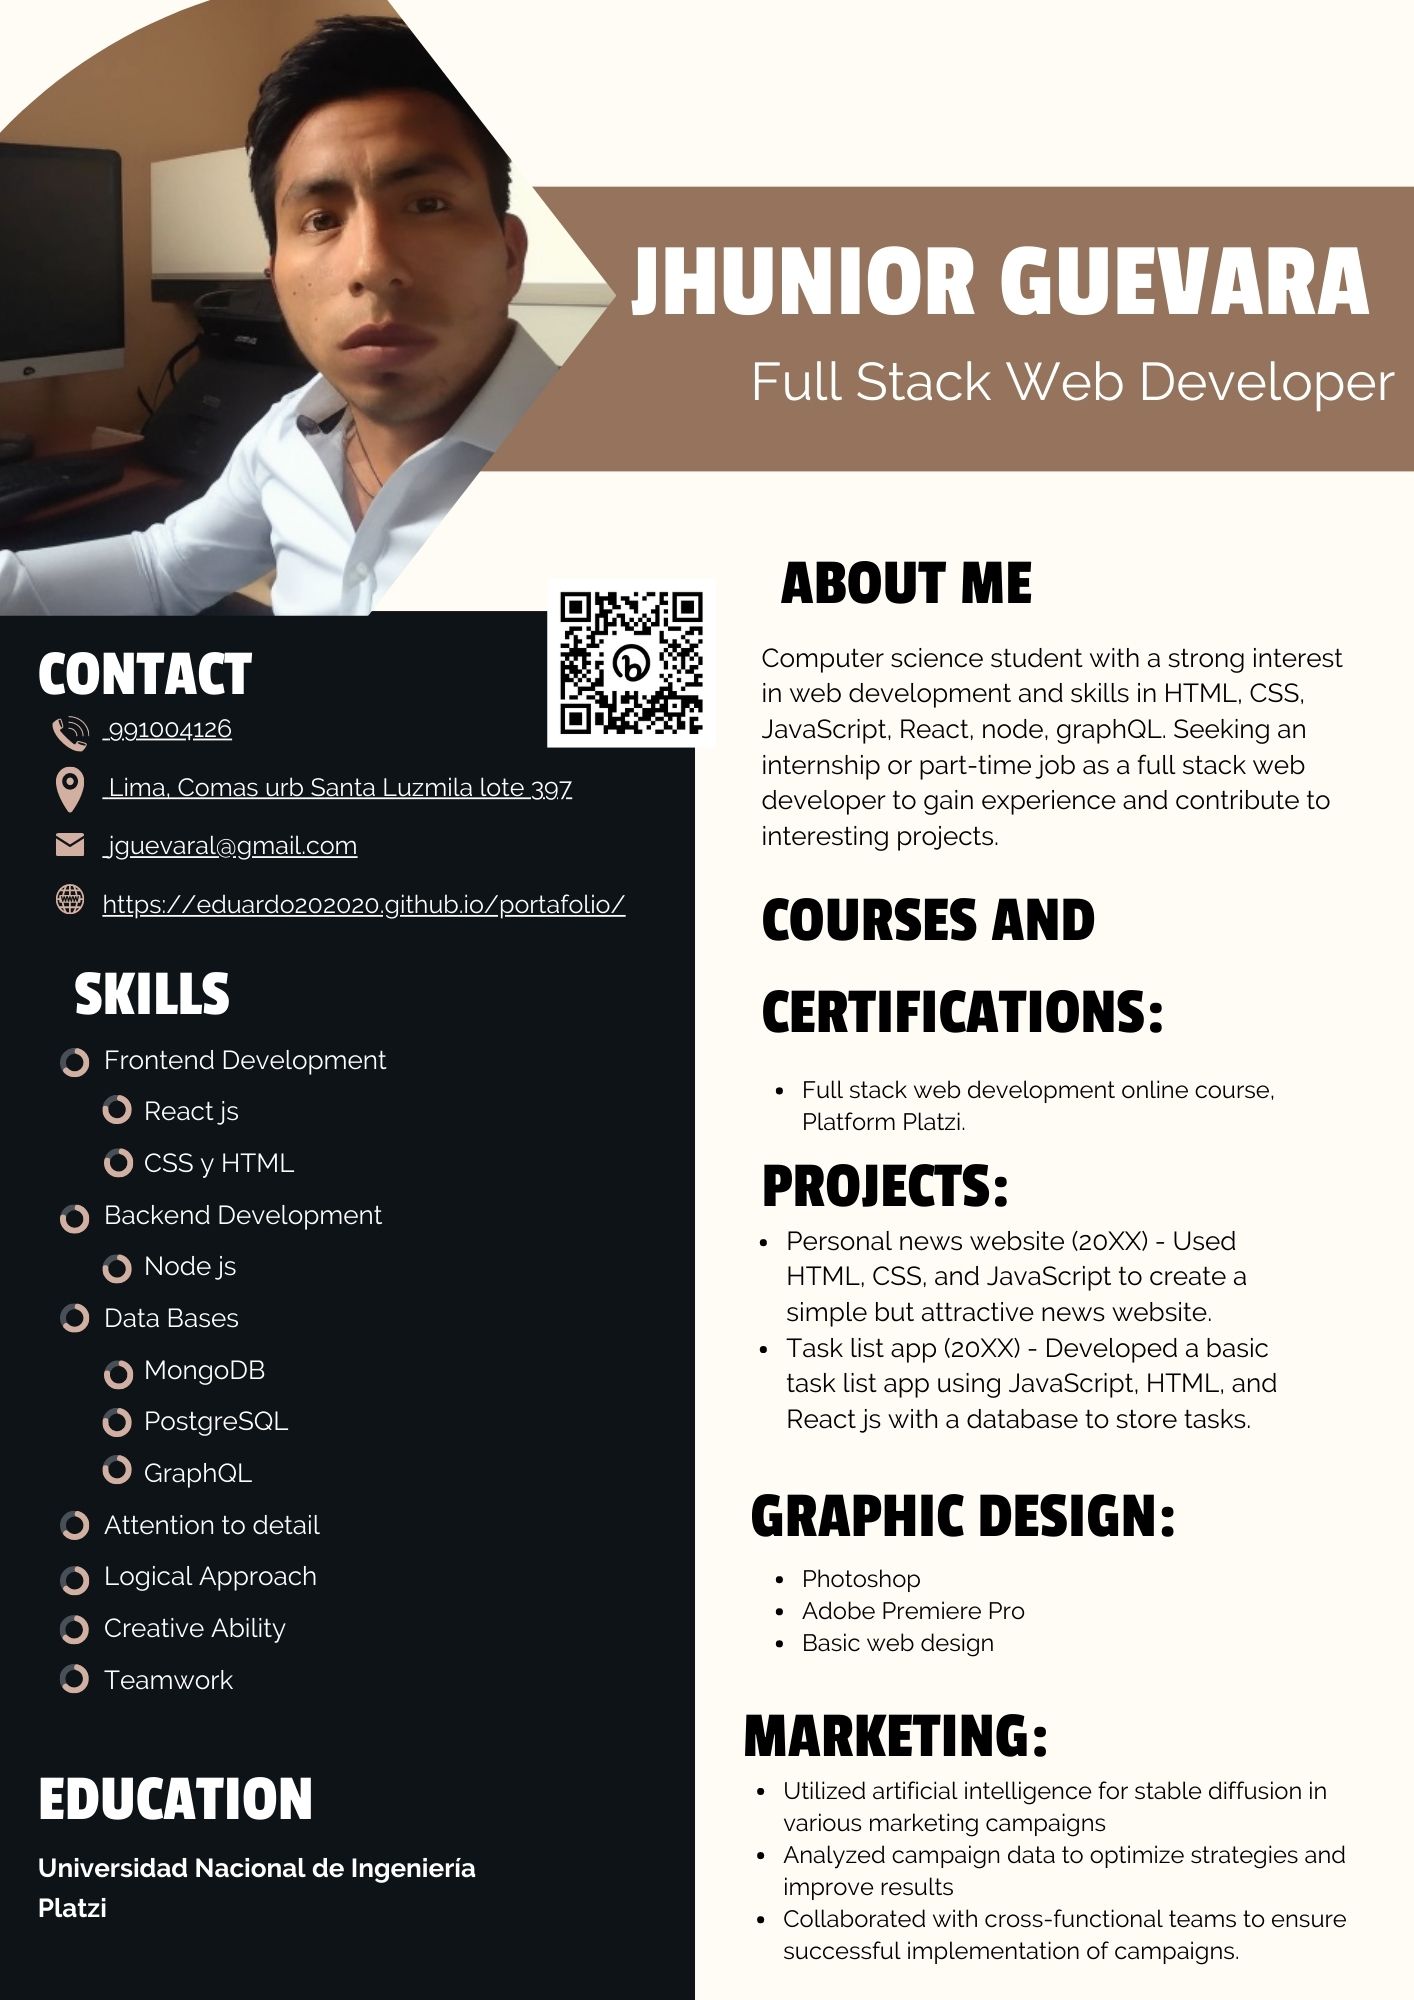 JHUNIOR GUEVARA
Full Stack Web Developer
CONTACT
991004126
Lima, Comas urb Santa Luzmila lote 397
jguevaral@gmail.com
https://eduardo202020.github.io/portafolio/
SKILLS
Frontend Development
React js
CSS y HTML
Backend Development
Node js
Data Bases
MongoDB
PostgreSQL
GraphQL
Attention to detail
Logical Approach
Creative Ability
Teamwork
EDUCATION
Universidad Nacional de Ingeniería
Platzi
ABOUT ME
Computer science student with a strong interest
in web development and skills in HTML, CSS,
JavaScript, React, node, graphQL. Seeking an
internship or part-time job as a full stack web
developer to gain experience and contribute to
interesting projects.
COURSES AND
CERTIFICATIONS:
• Full stack web development online course,
Platform Platzi.
PROJECTS:
• Personal news website (20XX) - Used
HTML, CSS, and JavaScript to create a
simple but attractive news website.
• Task list app (20XX) - Developed a basic
task list app using JavaScript, HTML, and
React js with a database to store tasks.
GRAPHIC DESIGN:
• Photoshop
• Adobe Premiere Pro
• Basic web design
MARKETING:
• Utilized artificial intelligence for stable diffusion in
various marketing campaigns
• Analyzed campaign data to optimize strategies and
improve results
• Collaborated with cross-functional teams to ensure
successful implementation of campaigns.